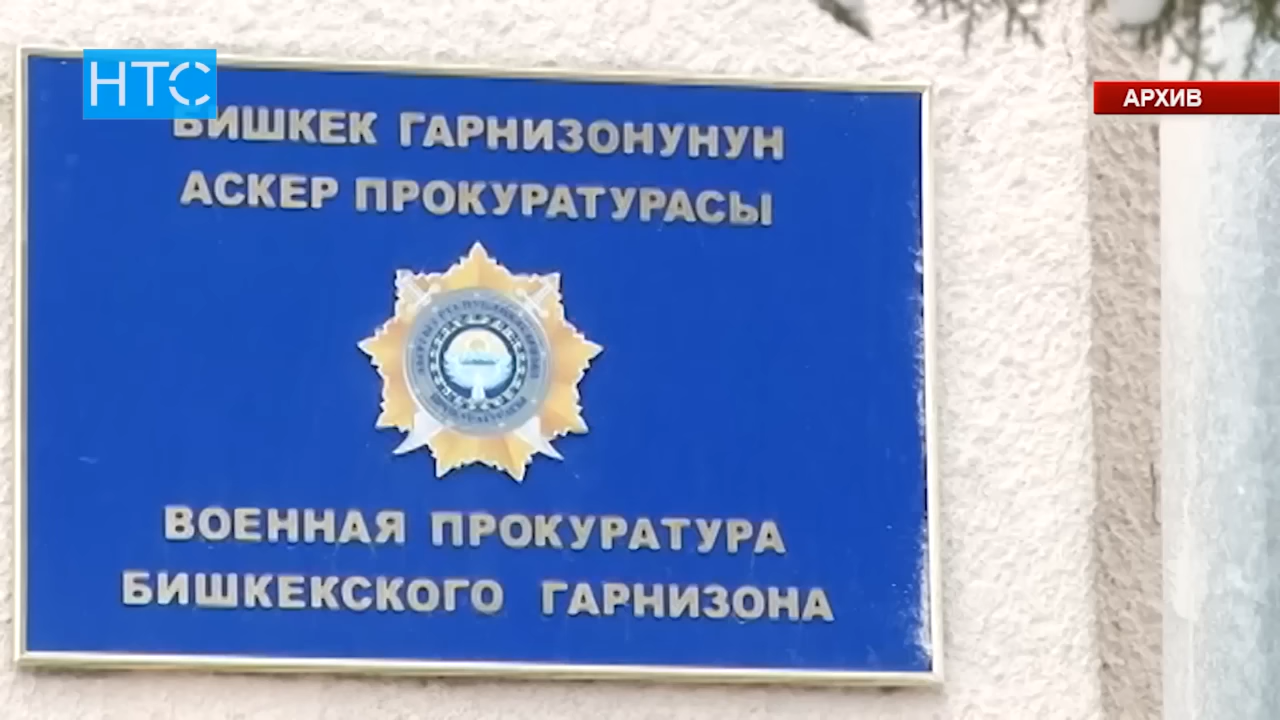 НТС
АРХИВ
БИШКЕК ГАРНИЗОНУНУН
АСКЕР ПРОКУРАТУРАСЫ
ВОЕННАЯ ПРОКУРАТУРА
БИШКЕКСКОГО ГАРНИЗОНА